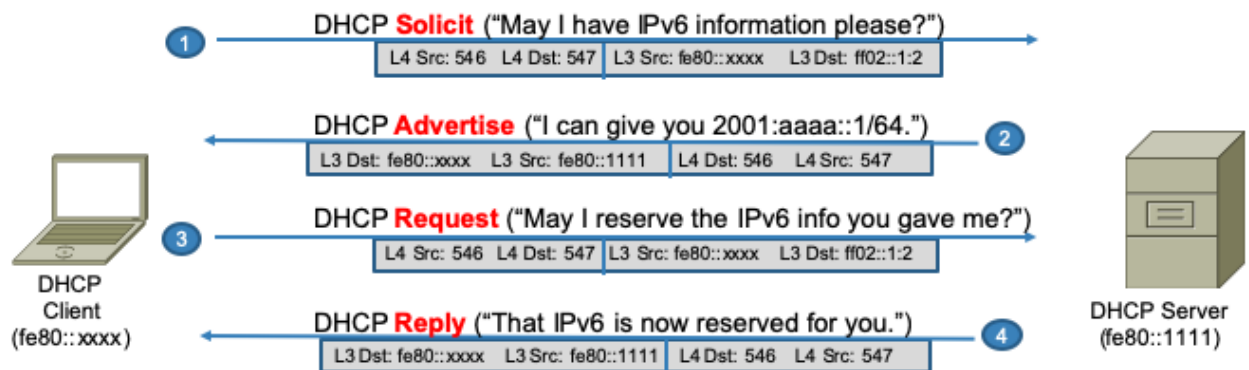 DHCP Solicit (“May I have IPv6 information please?”)
1
L4 Src: 546 L4 Dst: 547 L3 Src: fe80::xxxx L3 Dst: ff02::1:2
DHCP Advertise (“I can give you 2001:aaaa::1/64.”)
2
L3 Dst: fe80::xxxx L3 Src: fe80::1111 L4 Dst: 546 L4 Src: 547
DHCP Request (“May I reserve the IPv6 info you gave me?”)
3
L4 Src: 546 L4 Dst: 547 L3 Src: fe80::xxxx L3 Dst: ff02::1:2
DHCP
Client
(fe80::xxxx)
DHCP Reply (“That IPv6 is now reserved for you.”)
4
L3 Dst: fe80::xxxx L3 Src: fe80::1111 L4 Dst: 546 L4 Src: 547
DHCP Server
(fe80::1111)